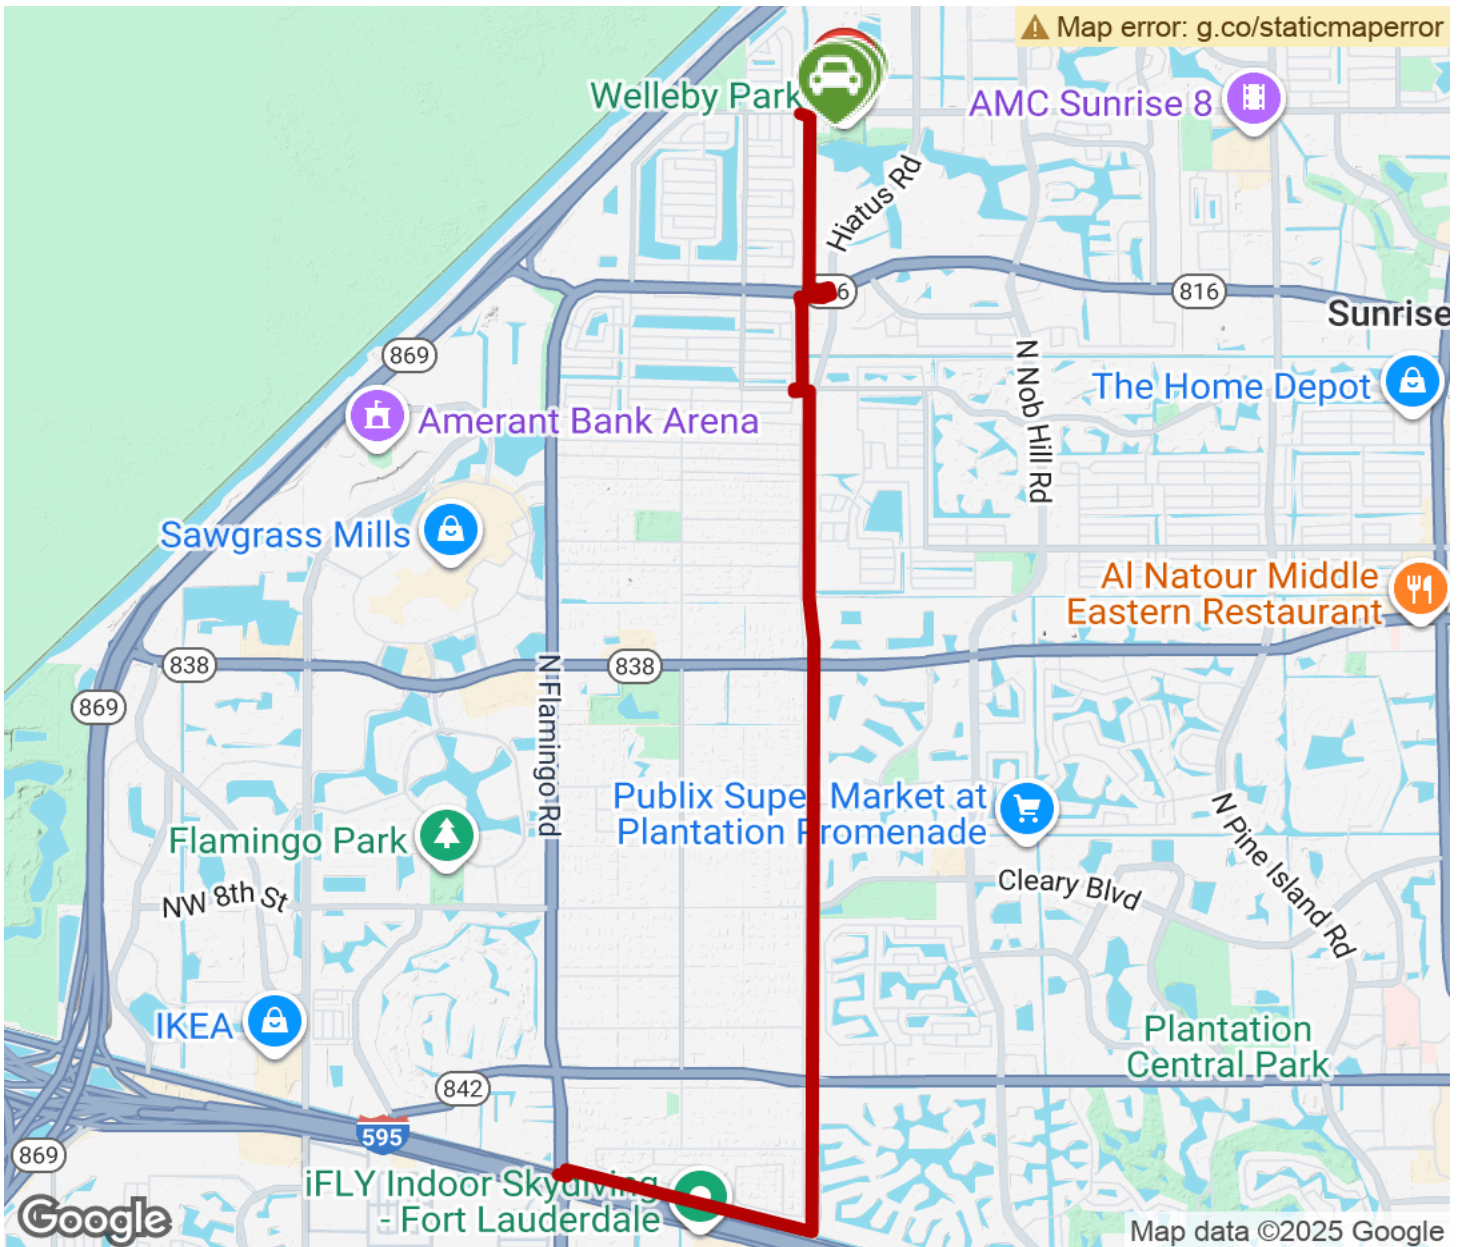 Map error: g.co/staticmaperror
Welleby Park
AMC Sunrise 8
Hiatus Rd
6
816
Sunrise
869
N Nob Hill Rd
The Home Depot
Amerant Bank Arena
Sawgrass Mills
Al Natour Middle
Eastern Restaurant
838
838
869
N Flamingo Rd
Publix Supe Market at
Plantation Promenade
N Pine Island Rd
Flamingo Park
Cleary Blvd
NW 8th St
IKEA
Plantation
Central Park
842
595
869
iFLY Indoor Skydiving
- Fort Lauderdale
Google
Map data ©2025 Google